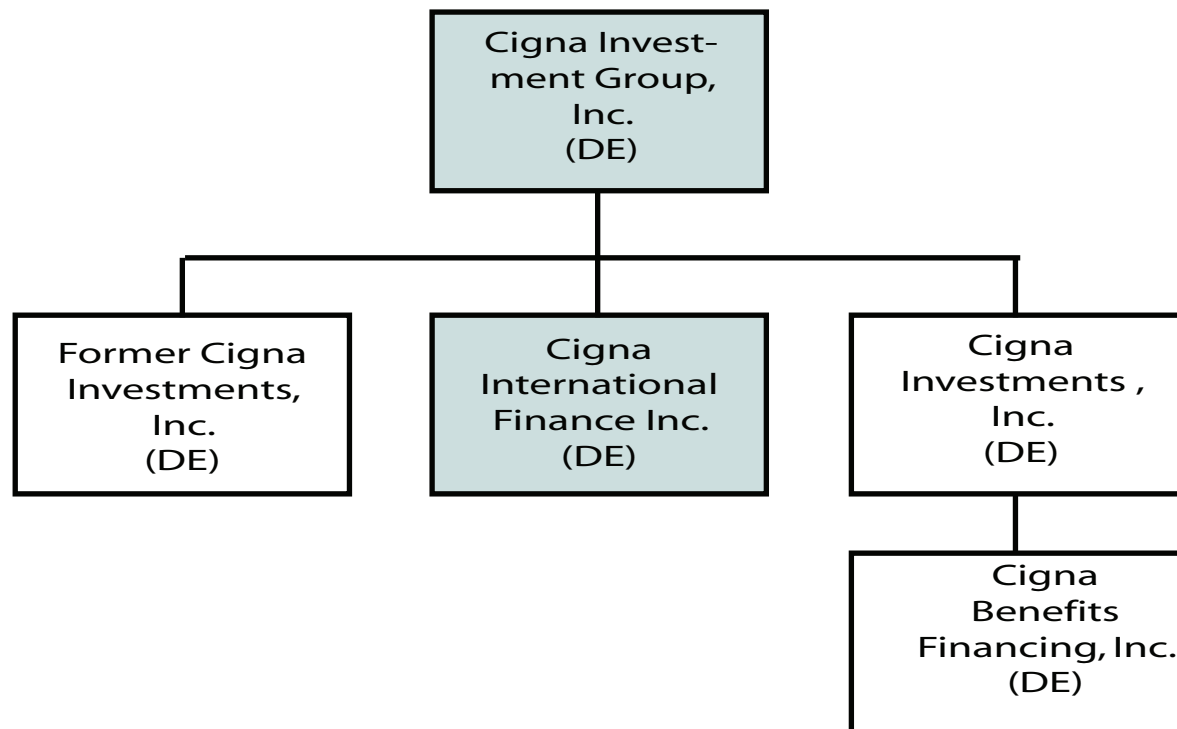 Cigna Invest-
ment Group,
Inc.
(DE)
Former Cigna
Investments,
Inc.
(DE)
Cigna
International
Finance Inc.
(DE)
Cigna
Investments ,
Inc.
(DE)
Cigna
Benefits
Financing, Inc.
(DE)